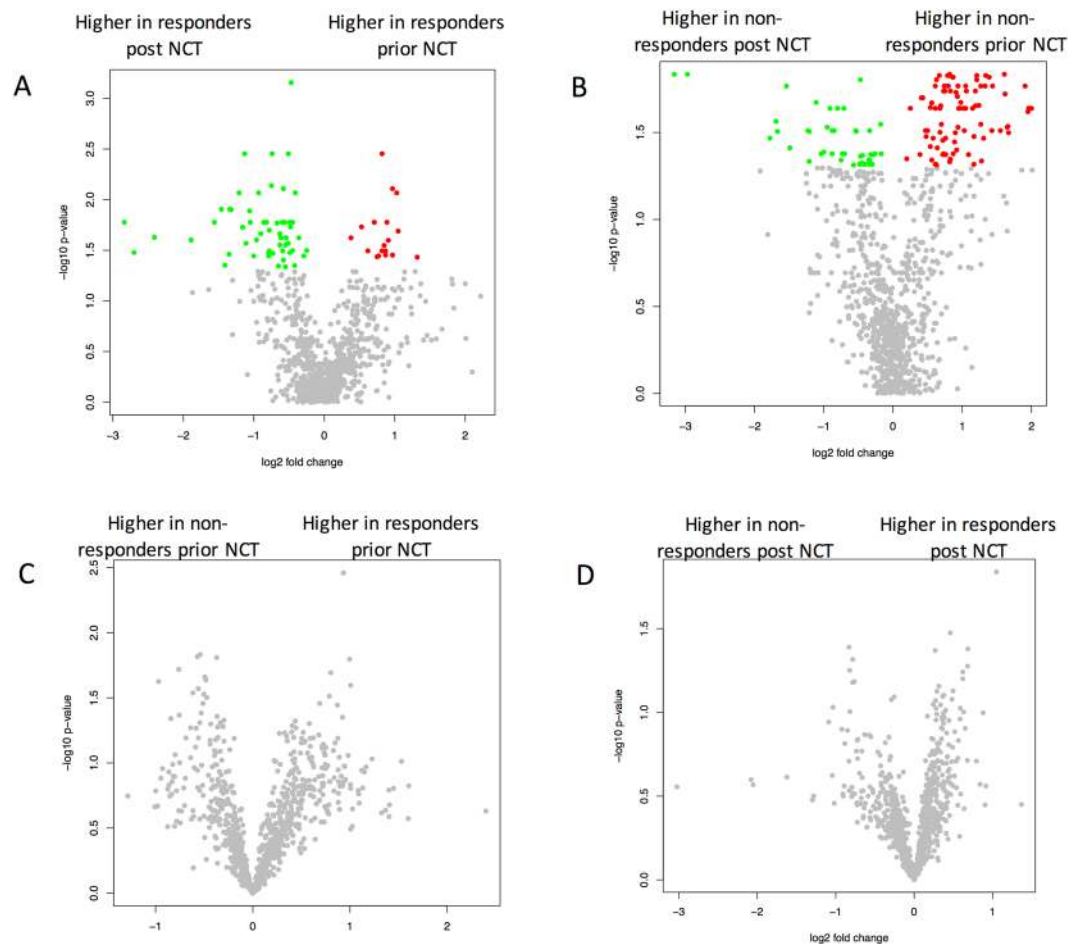 Higher in responders
post NCT
Higher in responders
prior NCT
A
3.0
2.5
2.0
1.5
1.0
0.5
0.0
−log10 p-value
−3
−2
−1
0
1
2
log2 fold change
Higher in non-
responders post NCT
Higher in non-
responders prior NCT
B
1.5
1.0
0.5
0.0
−log10 p-value
−3
−2
−1
0
1
2
log2 fold change
Higher in non-
responders prior NCT
Higher in responders
prior NCT
C
2.5
2.0
1.5
1.0
0.5
0.0
−log10 p-value
−1
0
1
2
Higher in non-
responders post NCT
Higher in responders
post NCT
D
1.5
1.0
0.5
0.0
−log10 p-value
−3
−2
−1
0
1
log2 fold change